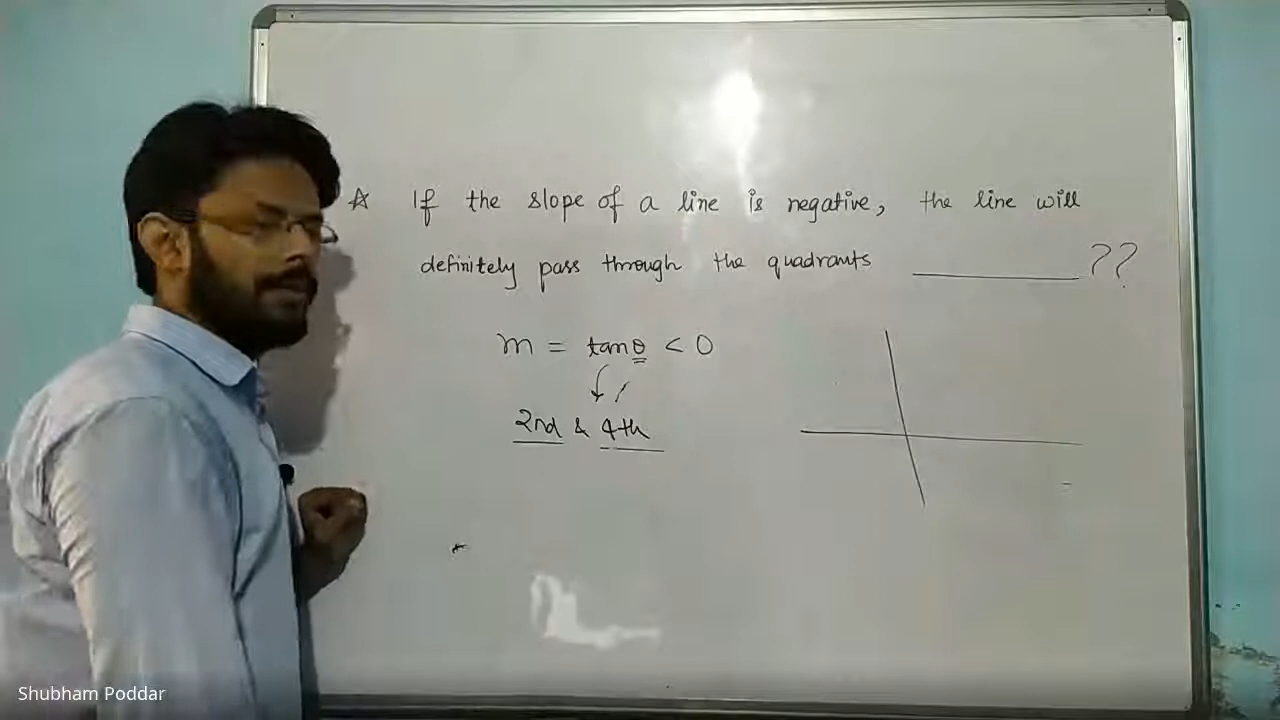 ☆ If the slope of a line is negative, the line will
definitely pass through the quadrants ________ ??
m = tanθ < 0
2nd & 4th
Shubham Poddar